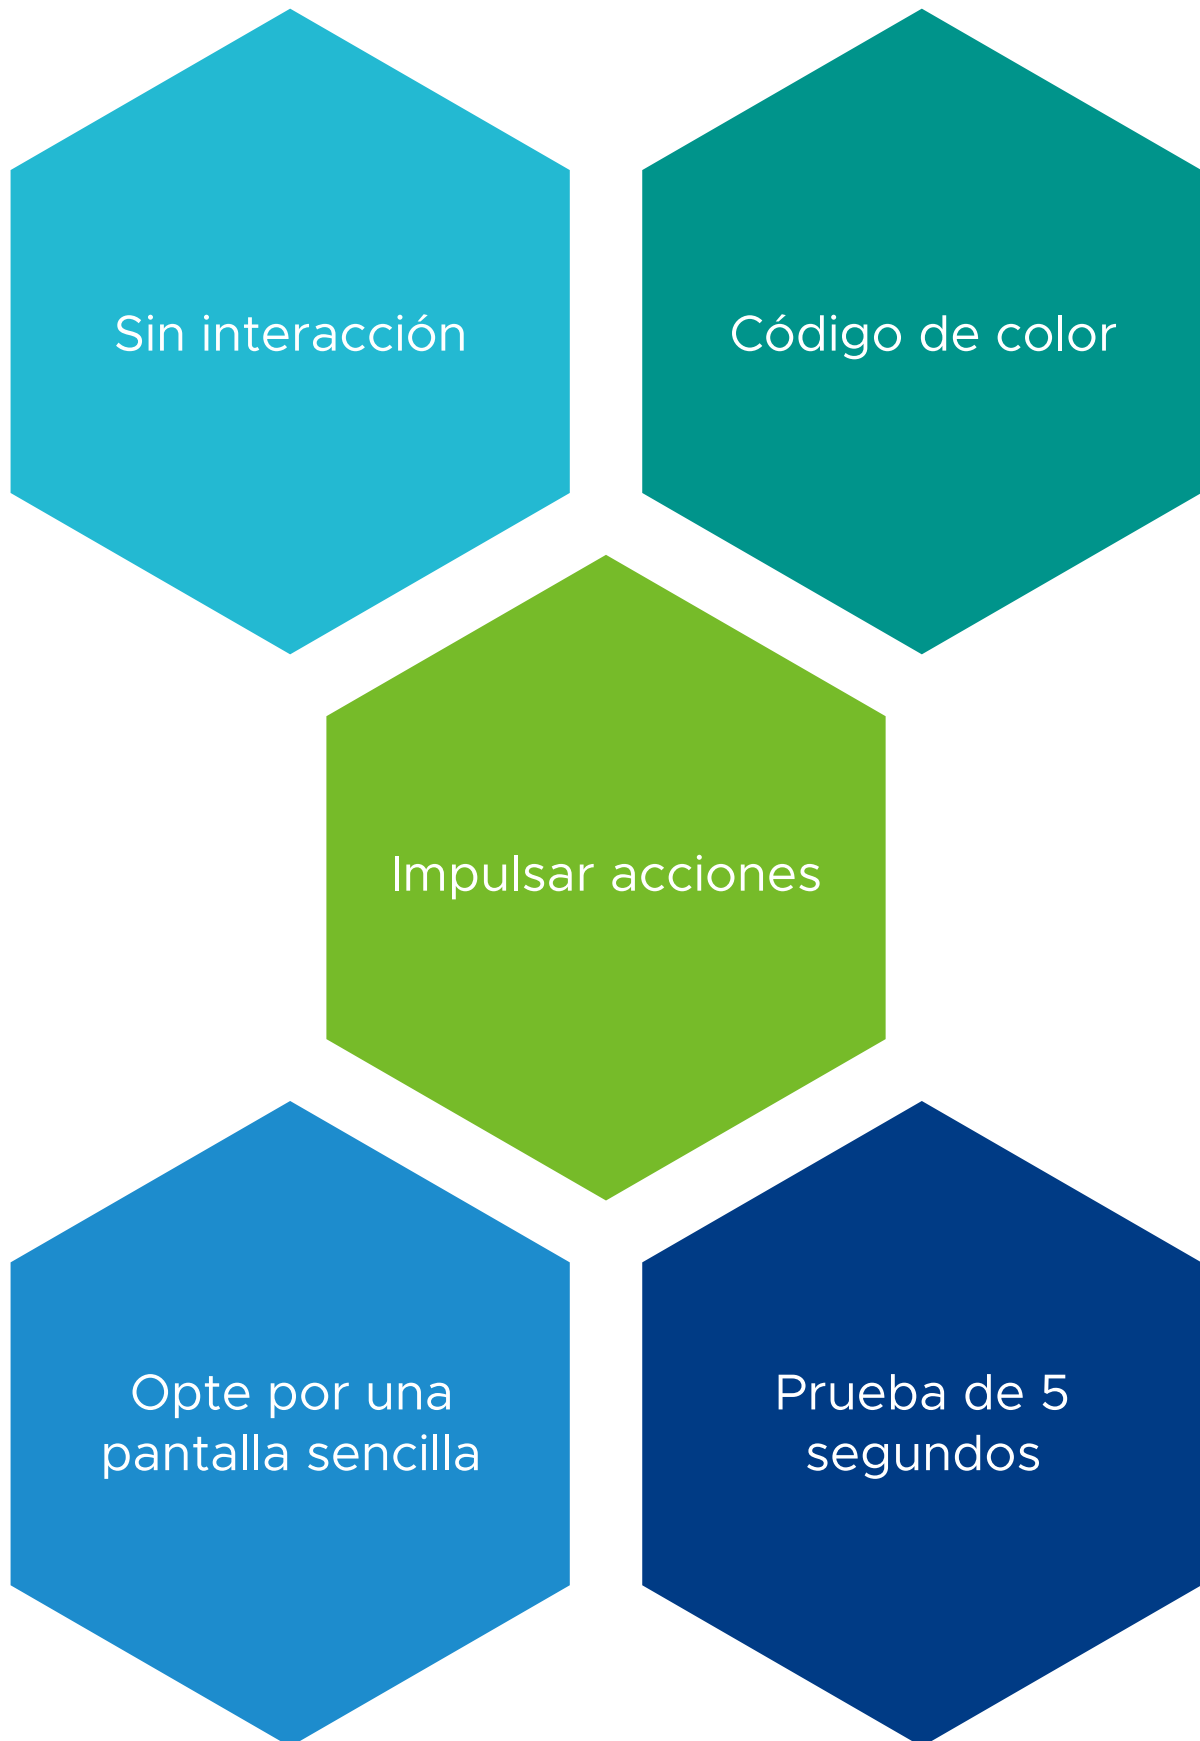 Sin interacción
Código de color
Impulsar acciones
Opte por una
pantalla sencilla
Prueba de 5
segundos